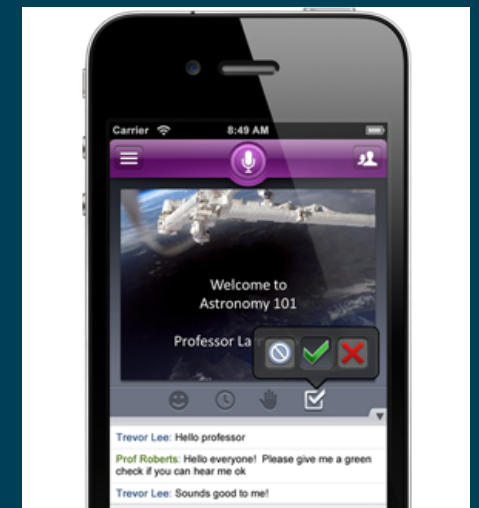 Carrier 8:49 AM
Welcome to
Astronomy 101
Professor La
Trevor Lee: Hello professor
Prof Roberts: Hello everyone! Please give me a green
check if you can hear me ok
Trevor Lee: Sounds good to me!